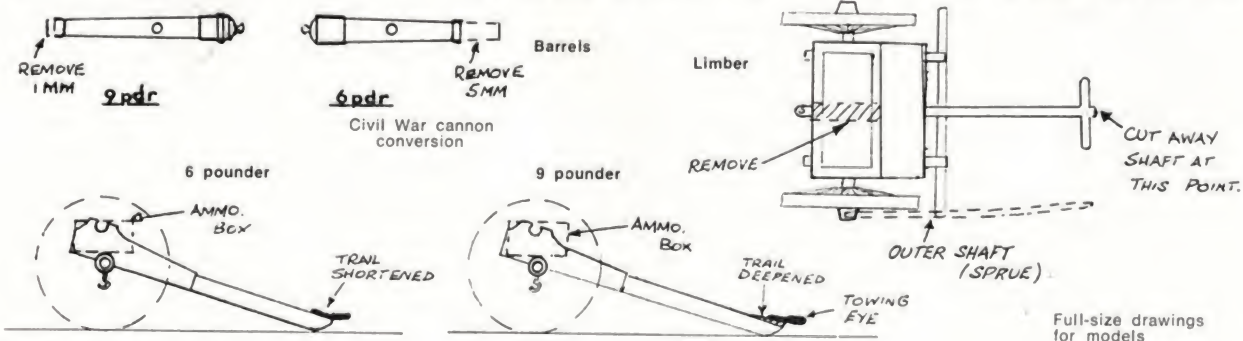 REMOVE
1MM
9pdr
6pdr
REMOVE
5MM
Barrels
Civil War cannon
conversion
Limber
REMOVE
CUT AWAY
SHAFT AT
THIS POINT.
OUTER SHAFT
(SPRUE)
6 pounder
AMMO.
BOX
TRAIL
SHORTENED
9 pounder
AMMO.
BOX
TRAIL
DEEPENED
TOWING
EYE
Full-size drawings
for models